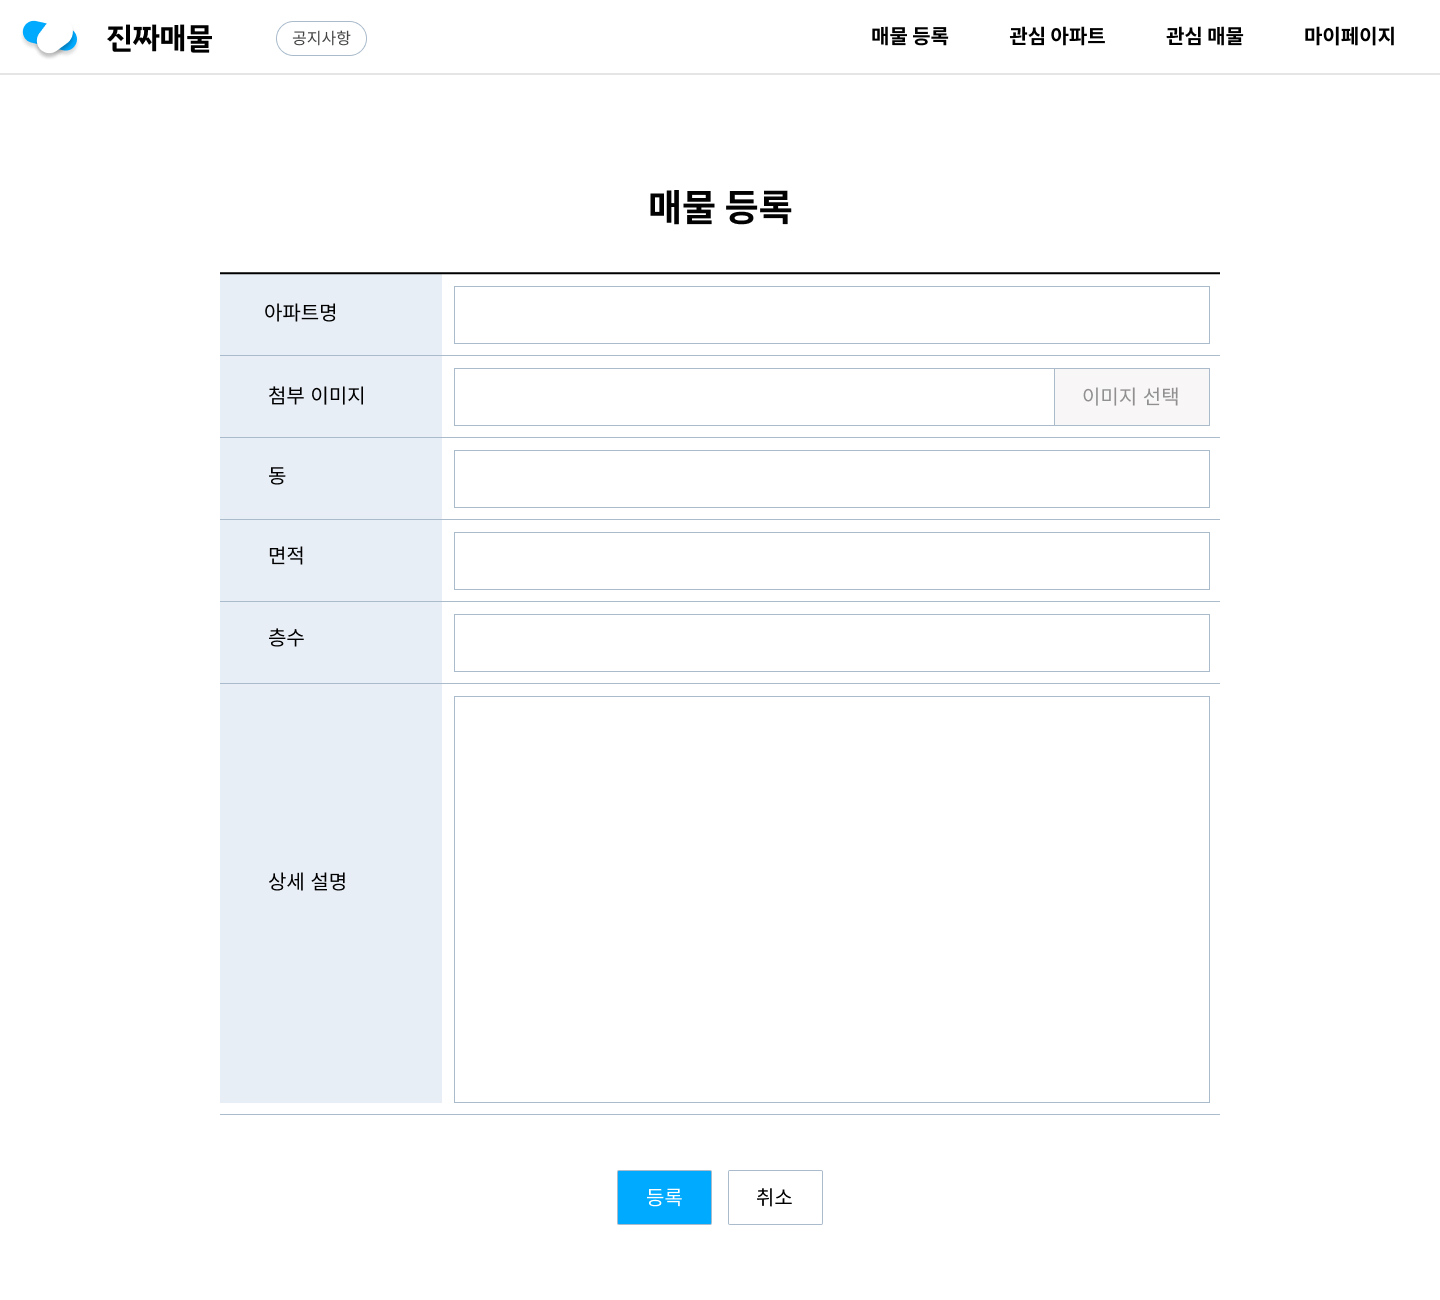 진짜매물
공지사항
매물 등록
관심 아파트
관심 매물
마이페이지
매물 등록
아파트명
첨부 이미지
이미지 선택
동
면적
층수
상세 설명
등록
취소